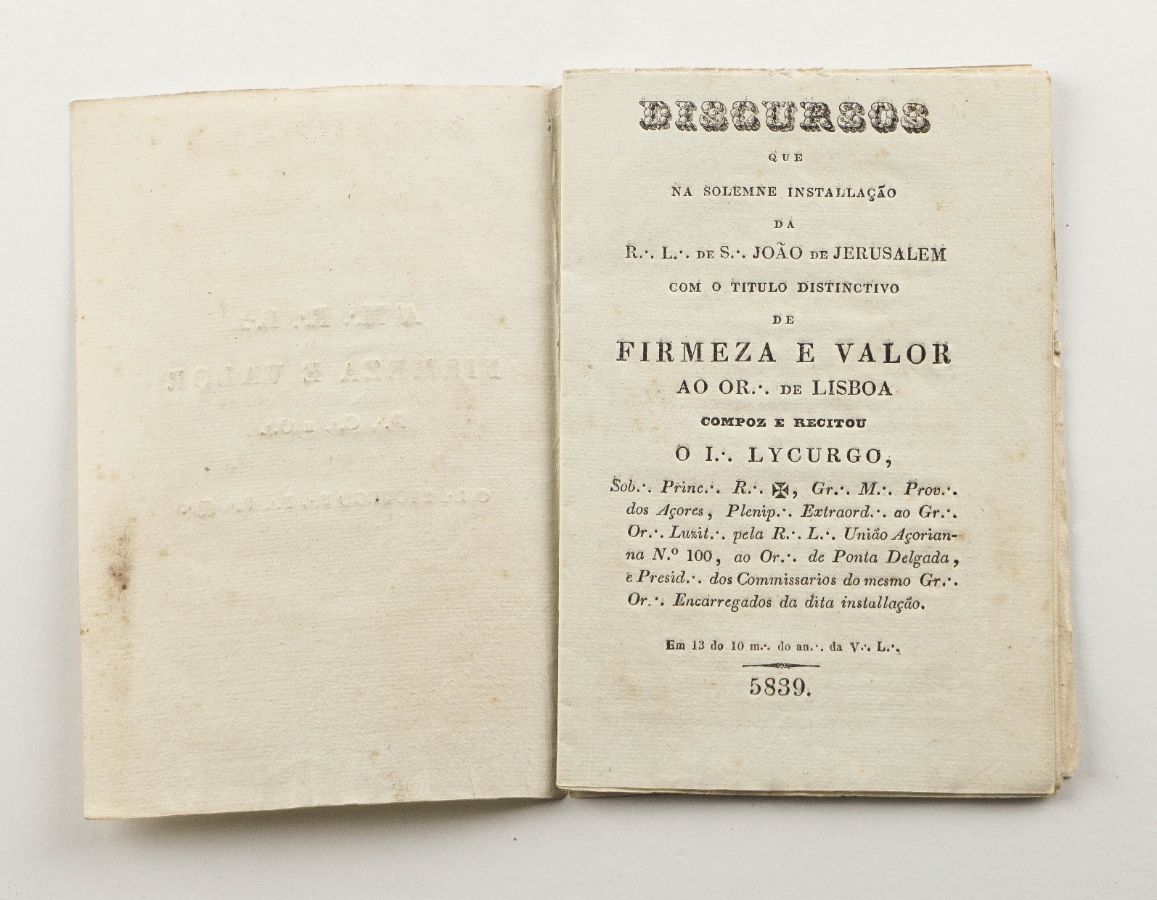 DISCURSOS
QUE
NA SOLEMNE INSTALLAÇÃO
DA
R.·. L.·. DE S.·. JOÃO DE JERUSALEM
COM O TITULO DISTINCTIVO
DE
FIRMEZA E VALOR
AO OR.·. DE LISBOA
COMPOZ E RECITOU
O I.·. LYCURGO,
Sob.·. Princ.·. R.·. ✠, Gr.·. M.·. Prov.·.
dos Açores, Plenip.·. Extraord.·. ao Gr.·.
Or.·. Luzit.·. pela R.·. L.·. União Açorian-
na N.º 100, ao Or.·. de Ponta Delgada,
e Presid.·. dos Commissarios do mesmo Gr.·.
Or.·. Encarregados da dita installação.
Em 13 do 10 m.·. do an.·. da V.·. L.·.
5839.